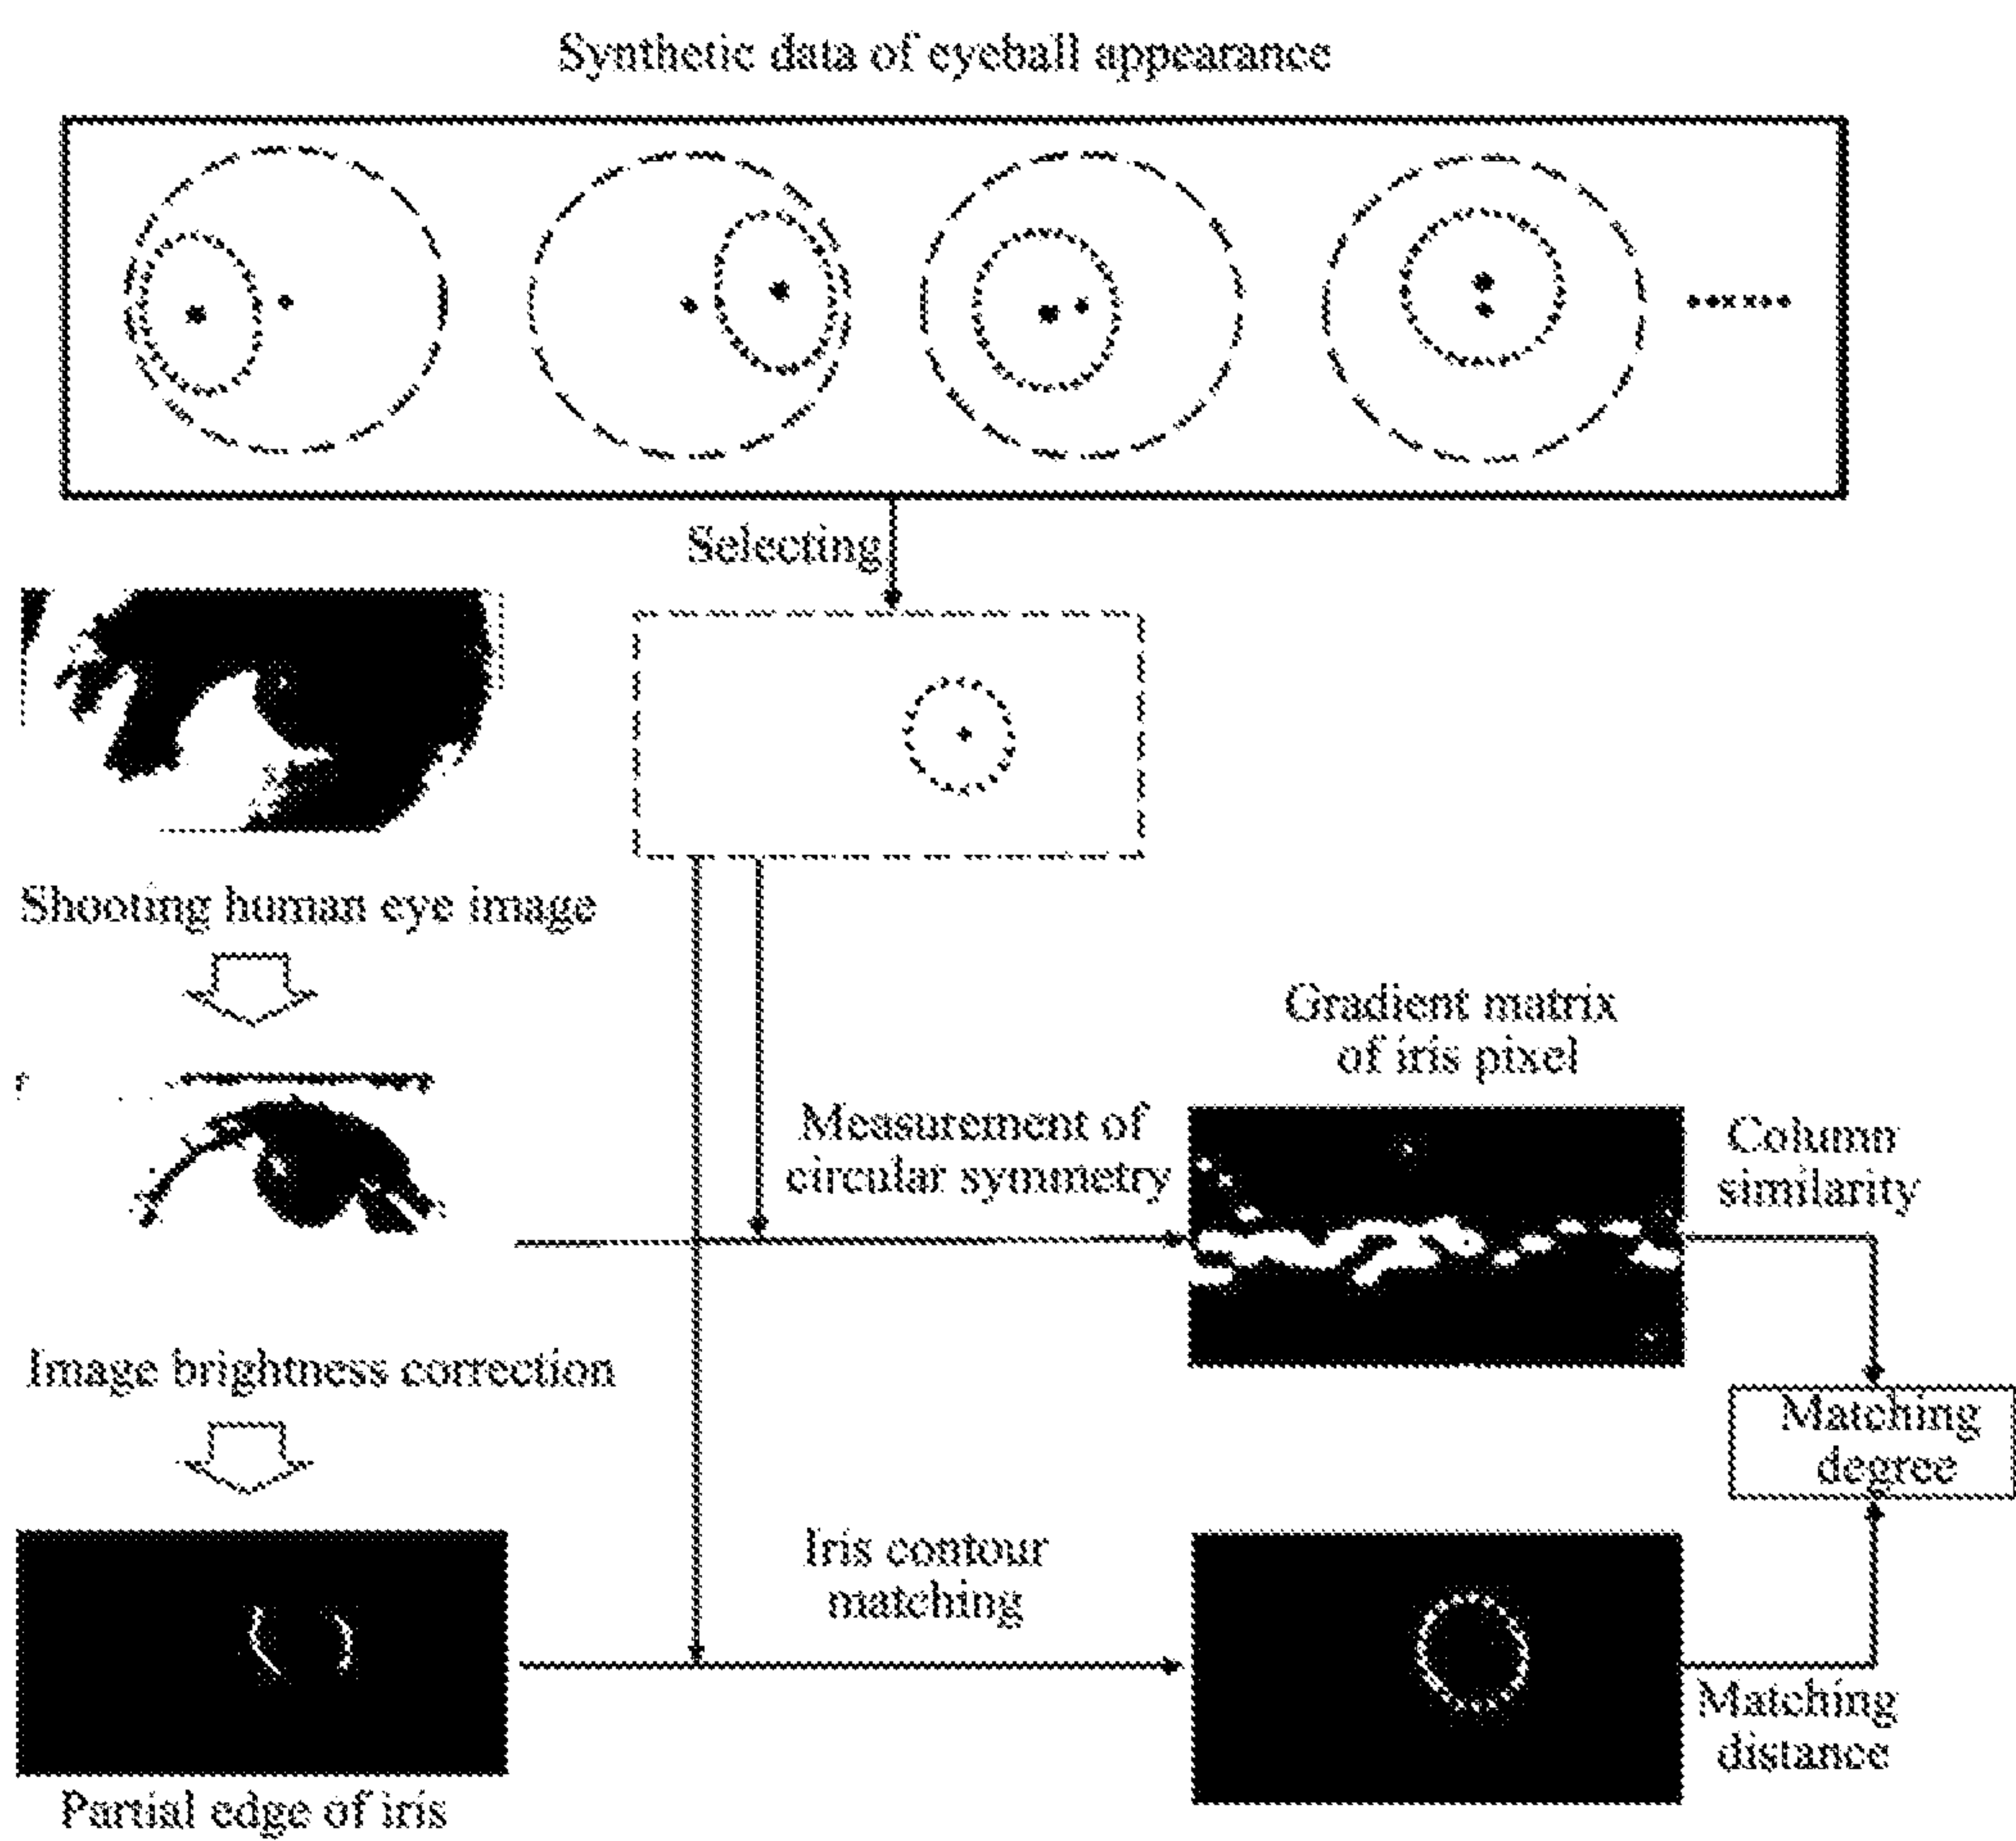 Synthetic data of eyeball appearance
Selecting
Shooting human eye image
Gradient matrix
of iris pixel
Measurement of
circular symmetry
Column
similarity
Image brightness correction
Matching
degree
Iris contour
matching
Matching
distance
Partial edge of iris